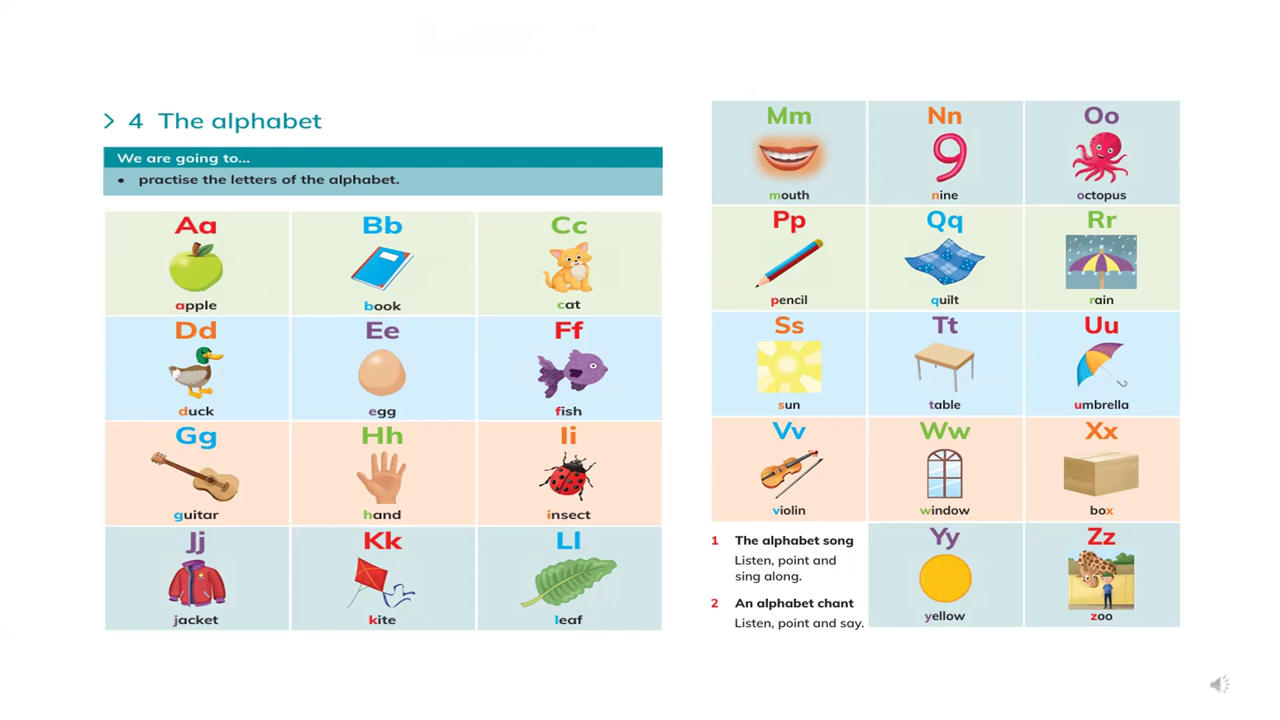 > 4 The alphabet
We are going to...
• practise the letters of the alphabet.
Aa Bb Cc
apple book cat
Dd Ee Ff
duck egg fish
Gg Hh Ii
guitar hand insect
Jj Kk Ll
jacket kite leaf
Mm Nn Oo
9
mouth nine octopus
Pp Qq Rr
pencil quilt rain
Ss Tt Uu
sun table umbrella
Vv Ww Xx
violin window box
1 The alphabet song
Listen, point and
sing along.
2 An alphabet chant
Listen, point and say.
Yy Zz
yellow zoo